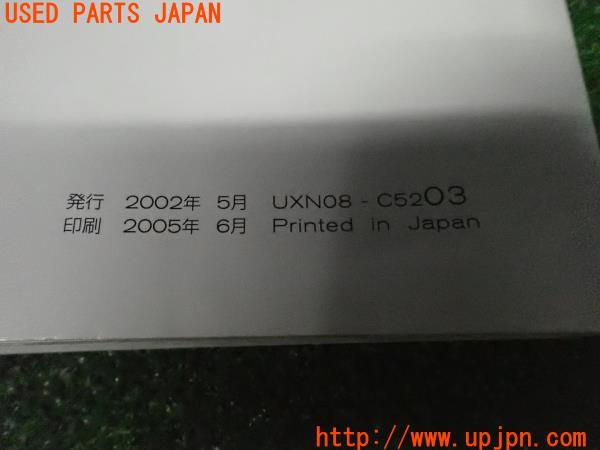 USED PARTS JAPAN
発行 2002年 5月 UXN08 - C5203
印刷 2005年 6月 Printed in Japan
http://www.upjpn.com/